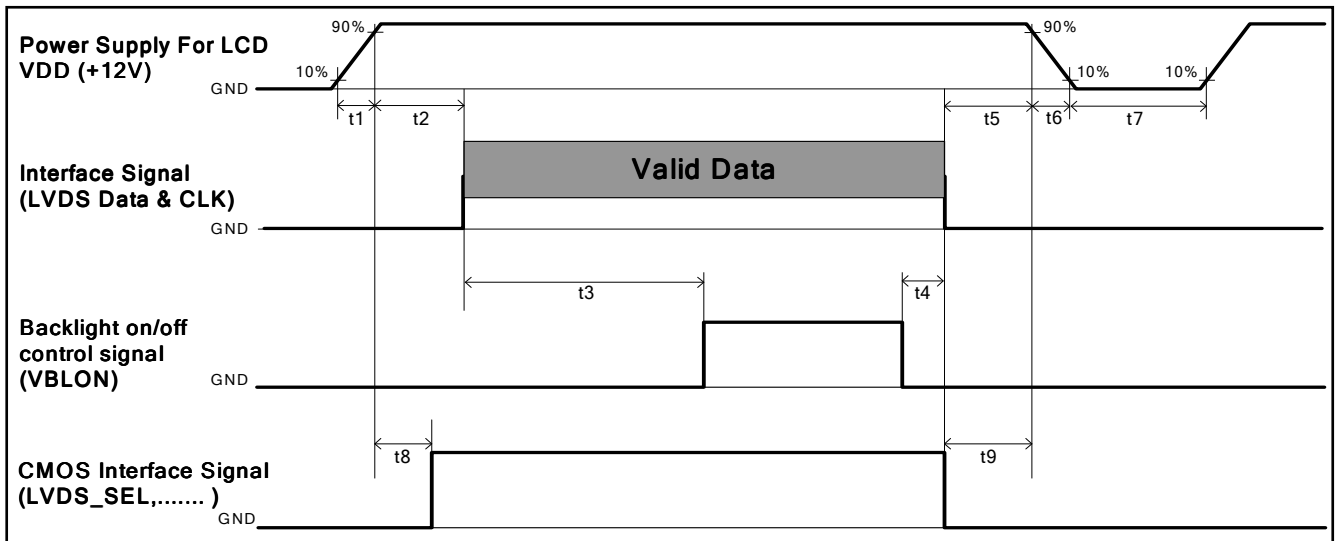 Power Supply For LCD
VDD (+12V)
90%
10%
GND
90%
10%
10%
t1
t2
t5
t6
t7
Interface Signal
(LVDS Data & CLK)
Valid Data
GND
t3
t4
Backlight on/off
control signal
(VBLON)
GND
t8
t9
CMOS Interface Signal
(LVDS_SEL,....... )
GND